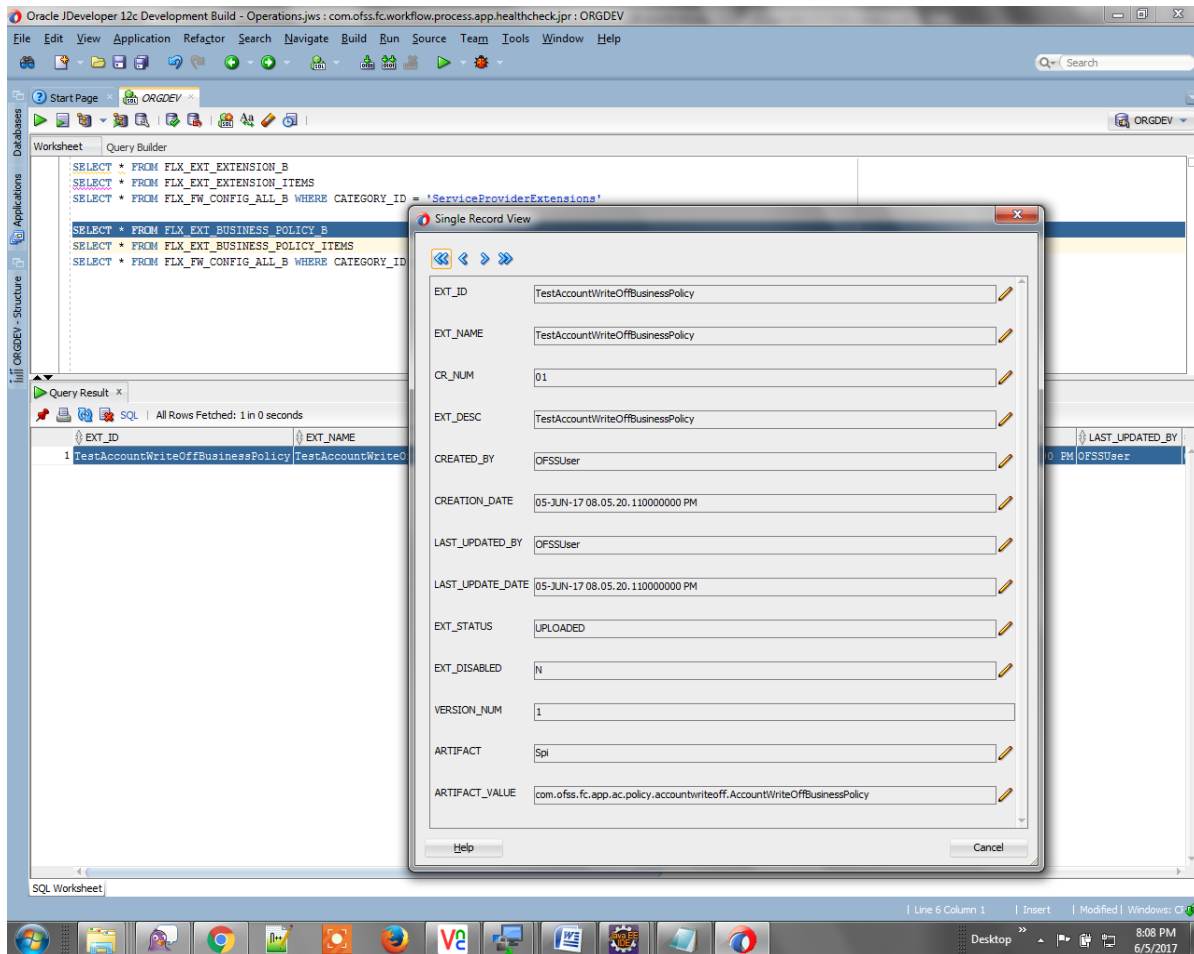 Oracle JDeveloper 12c Development Build - Operations.jws : com.ofss.fc.workflow.process.app.healthcheck.jpr : ORGDEV
File Edit View Application Refactor Search Navigate Build Run Source Team Tools Window Help
Search
Start Page ORGDEV
ORGDEV
Databases
Applications
ORGDEV - Structure
Worksheet Query Builder
SELECT * FROM FLX_EXT_EXTENSION_B
SELECT * FROM FLX_EXT_EXTENSION_ITEMS
SELECT * FROM FLX_FW_CONFIG_ALL_B WHERE CATEGORY_ID = 'ServiceProviderExtensions'
SELECT * FROM FLX_EXT_BUSINESS_POLICY_B
SELECT * FROM FLX_EXT_BUSINESS_POLICY_ITEMS
SELECT * FROM FLX_FW_CONFIG_ALL_B WHERE CATEGORY_ID
Query Result x
SQL | All Rows Fetched: 1 in 0 seconds
EXT_ID EXT_NAME LAST_UPDATED_BY
1 TestAccountWriteOffBusinessPolicy TestAccountWriteO 0 PM OFSSUser
Single Record View
EXT_ID TestAccountWriteOffBusinessPolicy
EXT_NAME TestAccountWriteOffBusinessPolicy
CR_NUM 01
EXT_DESC TestAccountWriteOffBusinessPolicy
CREATED_BY OFSSUser
CREATION_DATE 05-JUN-17 08.05.20.110000000 PM
LAST_UPDATED_BY OFSSUser
LAST_UPDATE_DATE 05-JUN-17 08.05.20.110000000 PM
EXT_STATUS UPLOADED
EXT_DISABLED N
VERSION_NUM 1
ARTIFACT Spi
ARTIFACT_VALUE com.ofss.fc.app.ac.policy.accountwriteoff.AccountWriteOffBusinessPolicy
Help Cancel
SQL Worksheet
Line 6 Column 1 | Insert | Modified | Windows: CR
Desktop
8:08 PM
6/5/2017